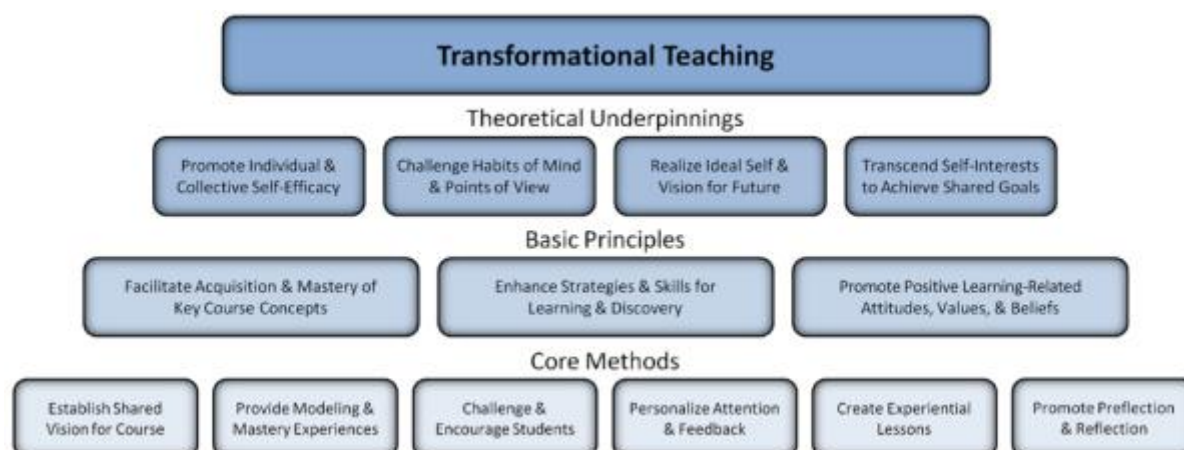 Transformational Teaching
Theoretical Underpinnings
Promote Individual &
Collective Self-Efficacy
Challenge Habits of Mind
& Points of View
Realize Ideal Self &
Vision for Future
Transcend Self-Interests
to Achieve Shared Goals
Basic Principles
Facilitate Acquisition & Mastery of
Key Course Concepts
Enhance Strategies & Skills for
Learning & Discovery
Promote Positive Learning-Related
Attitudes, Values, & Beliefs
Core Methods
Establish Shared
Vision for Course
Provide Modeling &
Mastery Experiences
Challenge &
Encourage Students
Personalize Attention
& Feedback
Create Experiential
Lessons
Promote Preflection
& Reflection